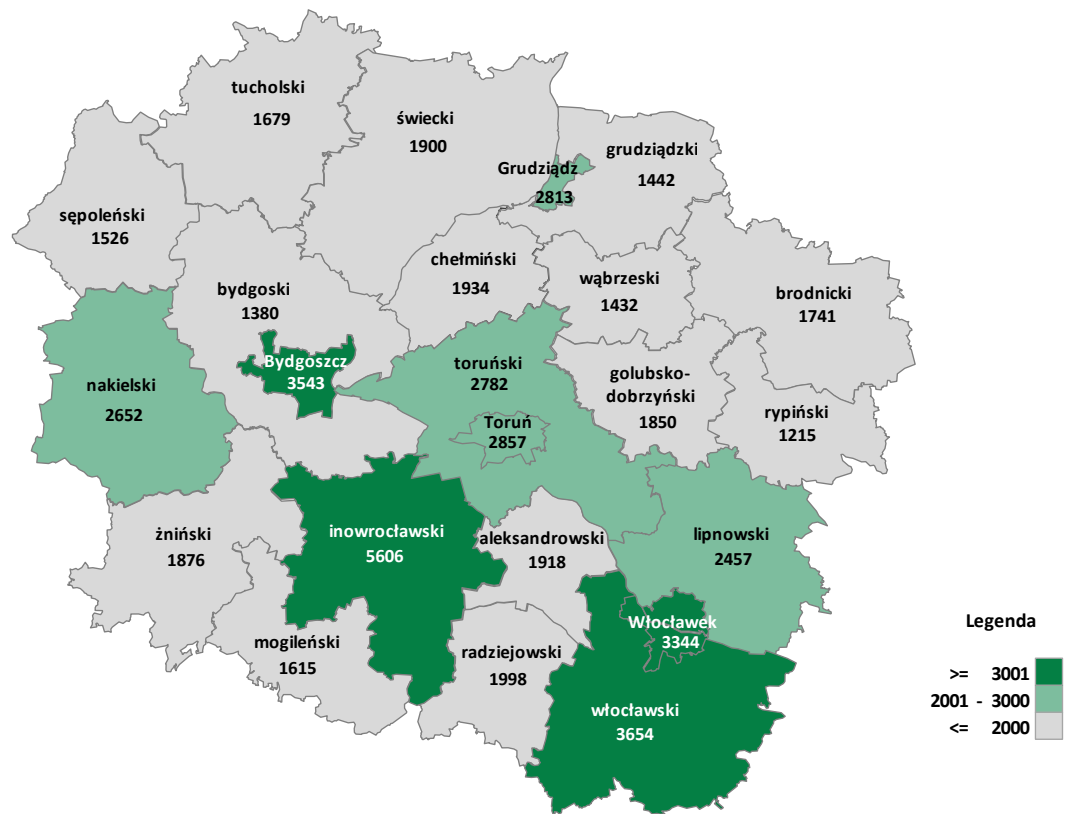 tucholski
1679
świecki
1900
grudziądzki
1442
Grudziądz
2813
sępoleński
1526
chełmiński
1934
wąbrzeski
1432
brodnicki
1741
bydgoski
1380
Bydgoszcz
3543
toruński
2782
golubsko-
dobrzyński
1850
nakielski
2652
rypiński
1215
Toruń
2857
żniński
1876
inowrocławski
5606
aleksandrowski
1918
lipnowski
2457
Włocławek
3344
mogileński
1615
radziejowski
1998
włocławski
3654
Legenda
>= 3001
2001 - 3000
<= 2000